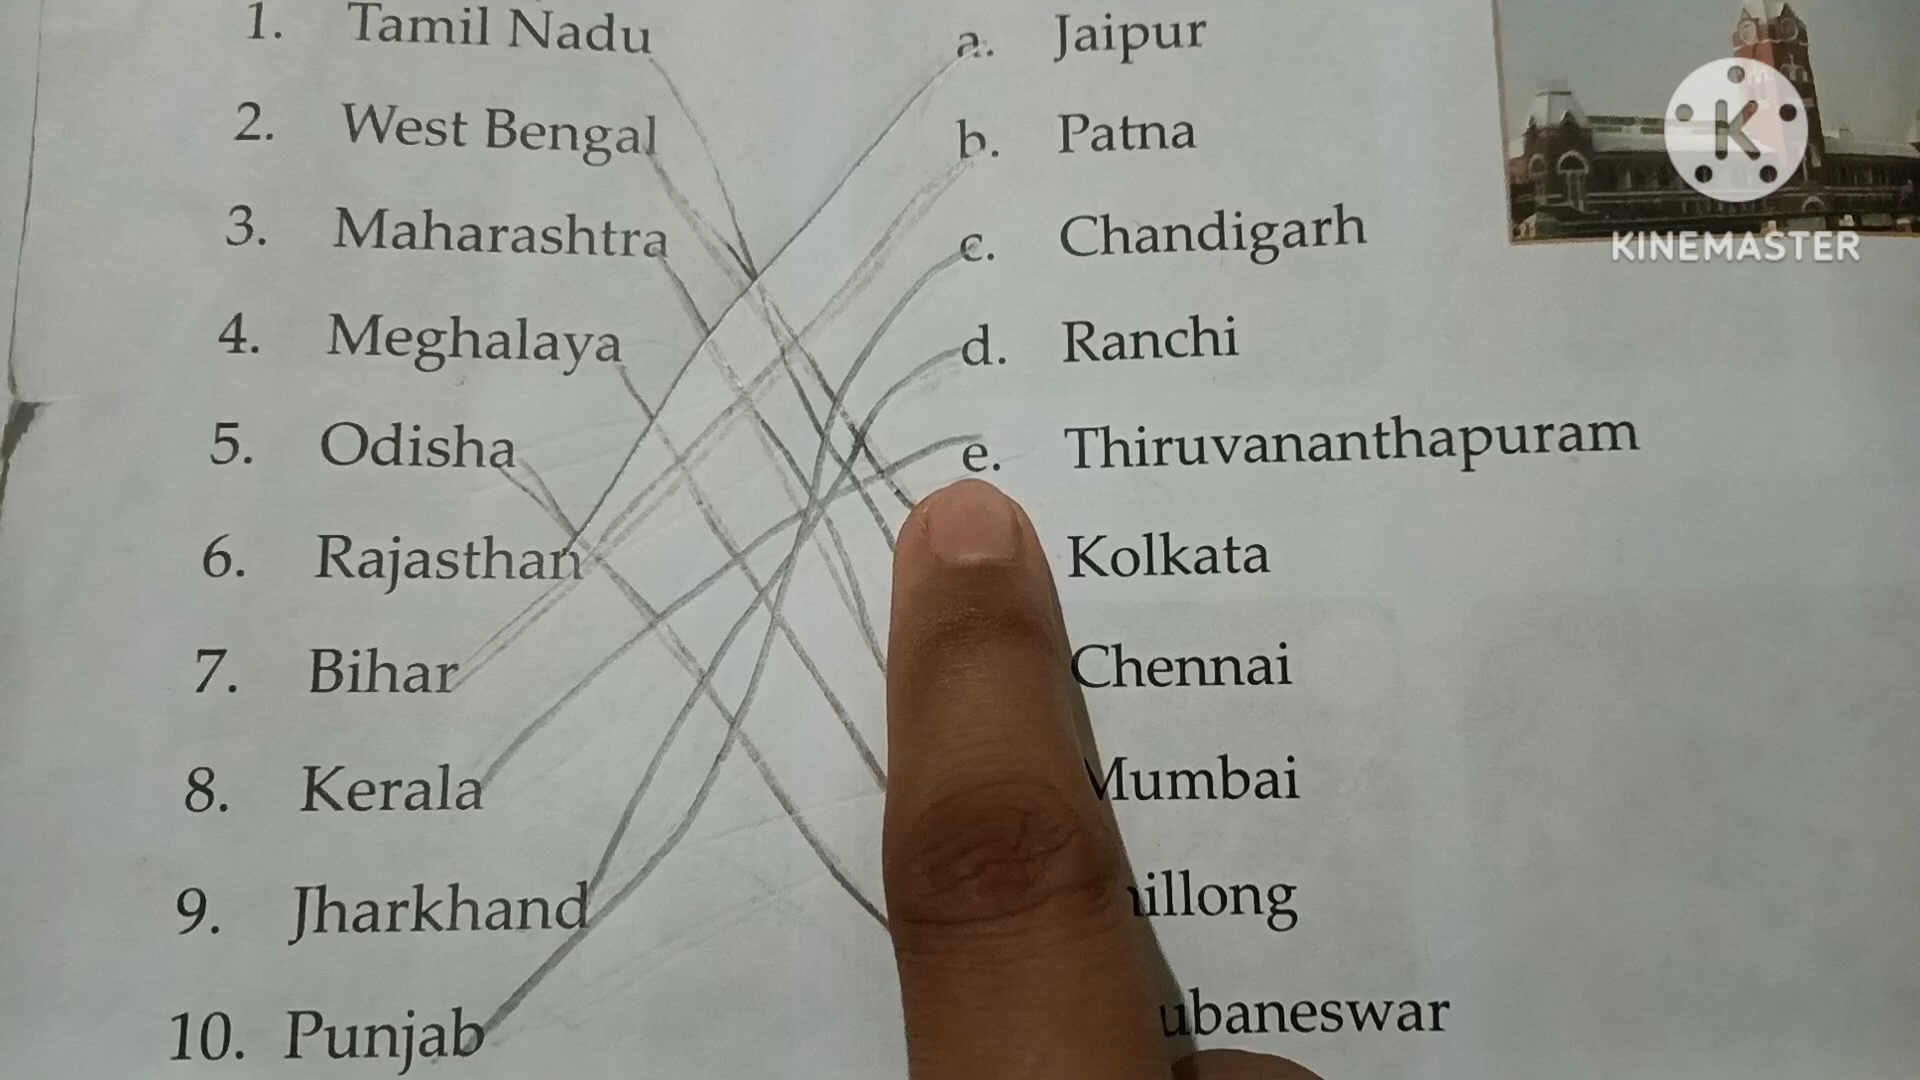 1. Tamil Nadu a. Jaipur
2. West Bengal b. Patna
3. Maharashtra c. Chandigarh
4. Meghalaya d. Ranchi
5. Odisha e. Thiruvananthapuram
6. Rajasthan Kolkata
7. Bihar Chennai
8. Kerala Mumbai
9. Jharkhand illong
10. Punjab ubaneswar
K
KINEMASTER